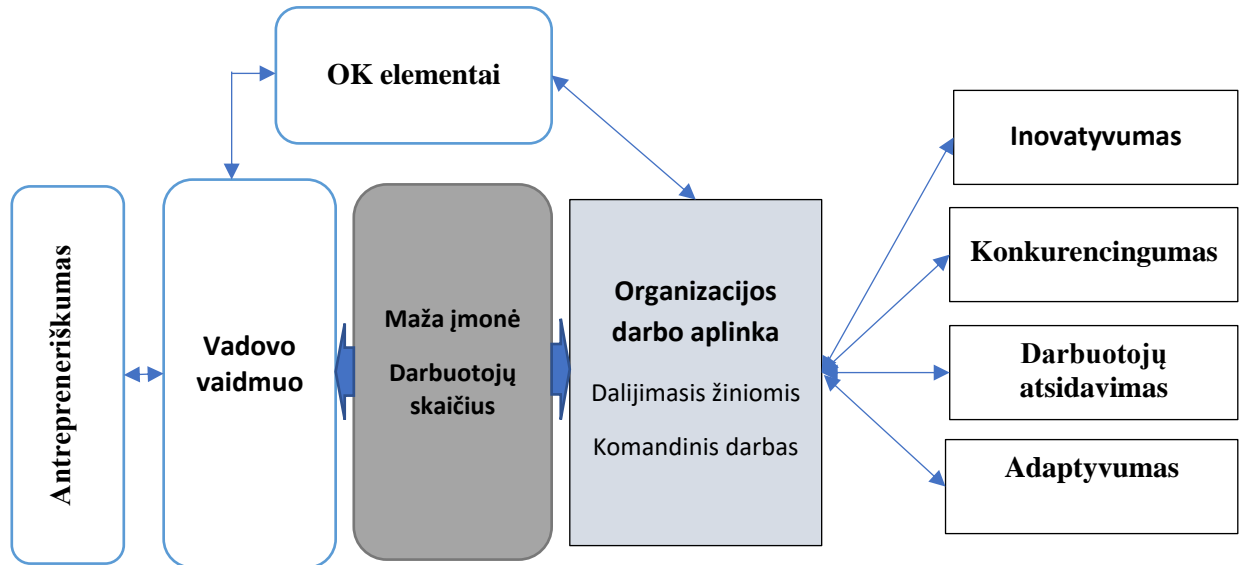 OK elementai
Antrepreneriškumas
Vadovo
vaidmuo
Maža įmonė
Darbuotojų
skaičius
Organizacijos
darbo aplinka
Dalijimasis žiniomis
Komandinis darbas
Inovatyvumas
Konkurencingumas
Darbuotojų
atsidavimas
Adaptyvumas